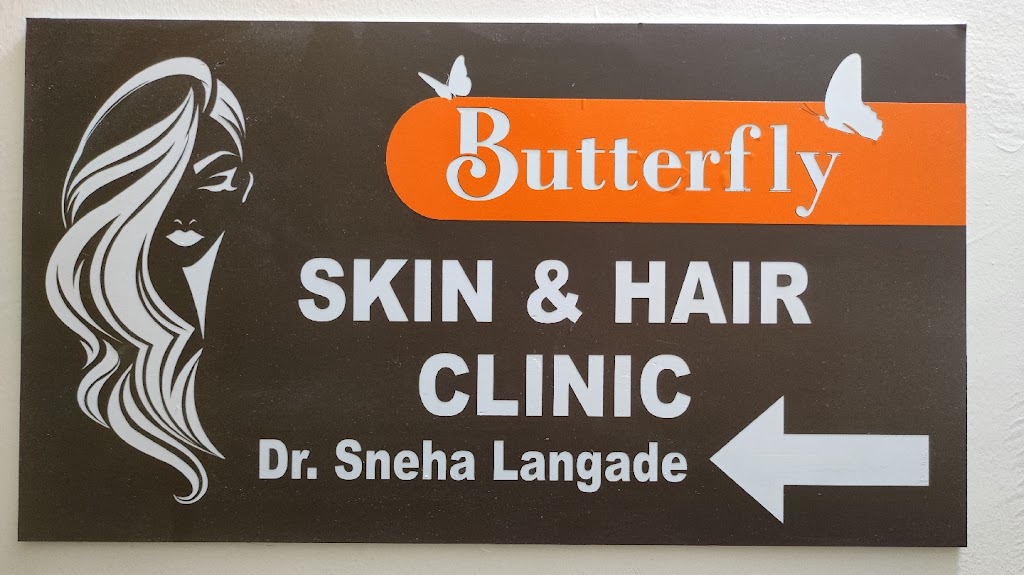 Butterfly
SKIN & HAIR
CLINIC
Dr. Sneha Langade